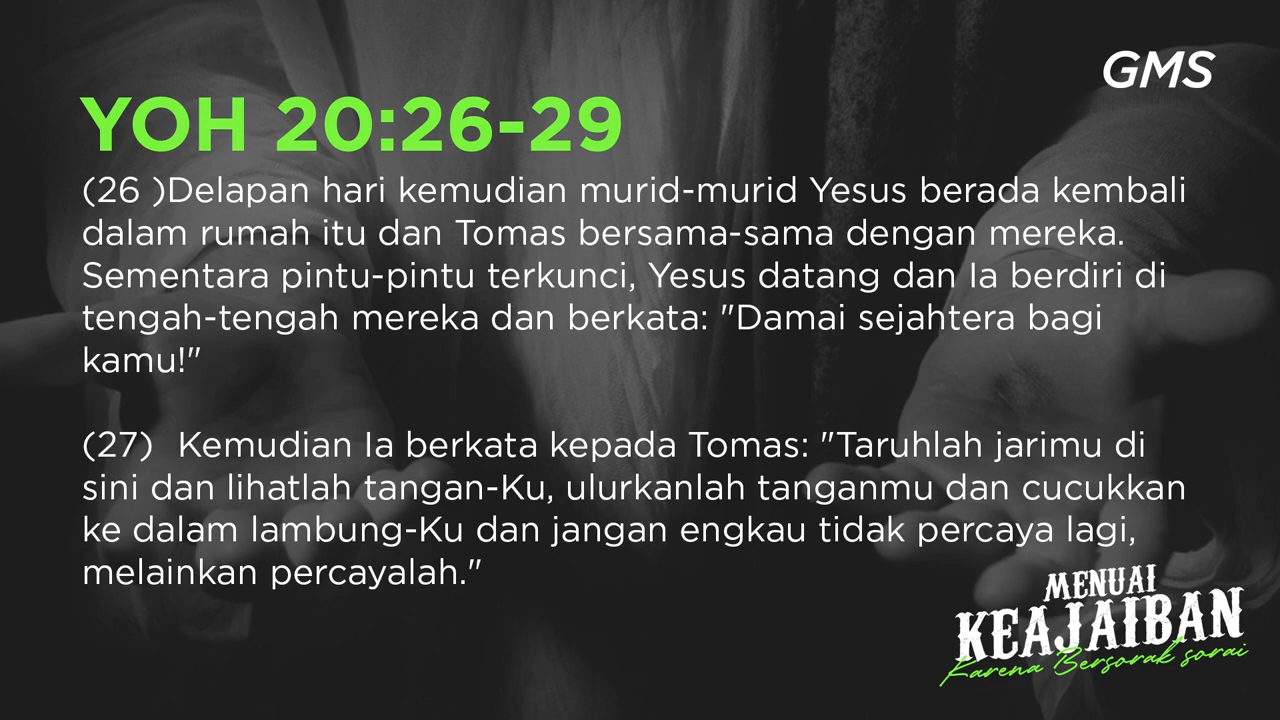 GMS
YOH 20:26-29
(26 )Delapan hari kemudian murid-murid Yesus berada kembali
dalam rumah itu dan Tomas bersama-sama dengan mereka.
Sementara pintu-pintu terkunci, Yesus datang dan Ia berdiri di
tengah-tengah mereka dan berkata: "Damai sejahtera bagi
kamu!"
(27)  Kemudian Ia berkata kepada Tomas: "Taruhlah jarimu di
sini dan lihatlah tangan-Ku, ulurkanlah tanganmu dan cucukkan
ke dalam lambung-Ku dan jangan engkau tidak percaya lagi,
melainkan percayalah."
MENUAI
KEAJAIBAN
Karena Bersorak sorai